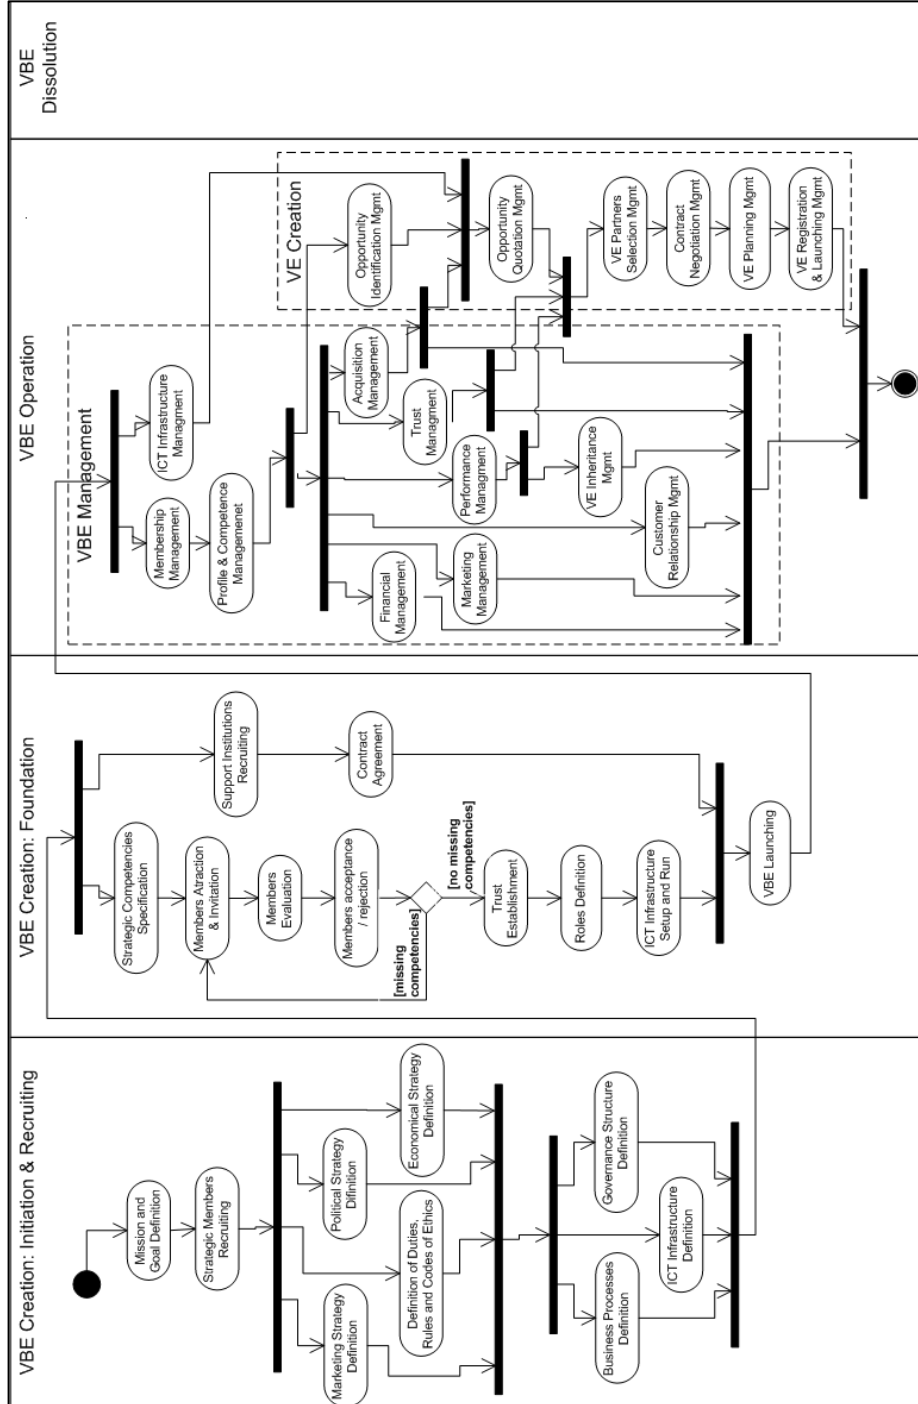 VBE Creation: Initiation & Recruiting
Mission and
Goal Definition
Strategic Members
Recruiting
Marketing Strategy
Definition
Definition of Duties,
Rules and Codes of Ethics
Political Strategy
Difinition
Economical Strategy
Definition
Business Processes
Definition
ICT Infrastructure
Definition
Governance Structure
Definition
VBE Creation: Foundation
Strategic Competencies
Specification
Members Atraction
& Invitation
Members
Evaluation
Members acceptance
/ rejection
[missing
competencies]
[no missing
competencies]
Trust
Establishment
Roles Definition
ICT Infrastructure
Setup and Run
Support Institutions
Recruiting
Contract
Agreement
VBE Launching
VBE Operation
VBE Management
Membership
Management
ICT Infrastructure
Managment
Profile & Competence
Managemenet
Financial
Management
Marketing
Management
Customer
Relationship Mgmt
Performance
Managment
VE Inheritance
Mgmt
Trust
Managment
Acquisition
Management
VE Creation
Opportunity
Identification Mgmt
Opportunity
Quotation Mgmt
VE Partners
Selection Mgmt
Contract
Negotiation Mgmt
VE Planning Mgmt
VE Registration
& Launching Mgmt
VBE
Dissolution